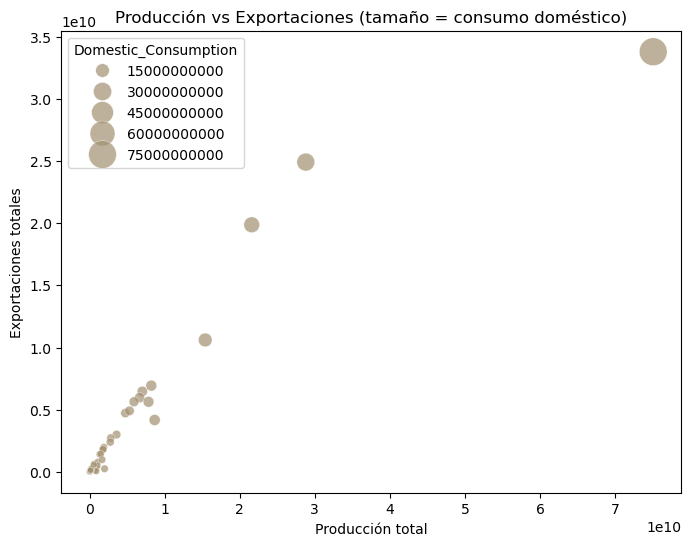 Producción vs Exportaciones (tamaño = consumo doméstico)
1e10
Domestic_Consumption
15000000000
30000000000
45000000000
60000000000
75000000000
3.5
3.0
2.5
2.0
1.5
1.0
0.5
0.0
Exportaciones totales
0 1 2 3 4 5 6 7
1e10
Producción total